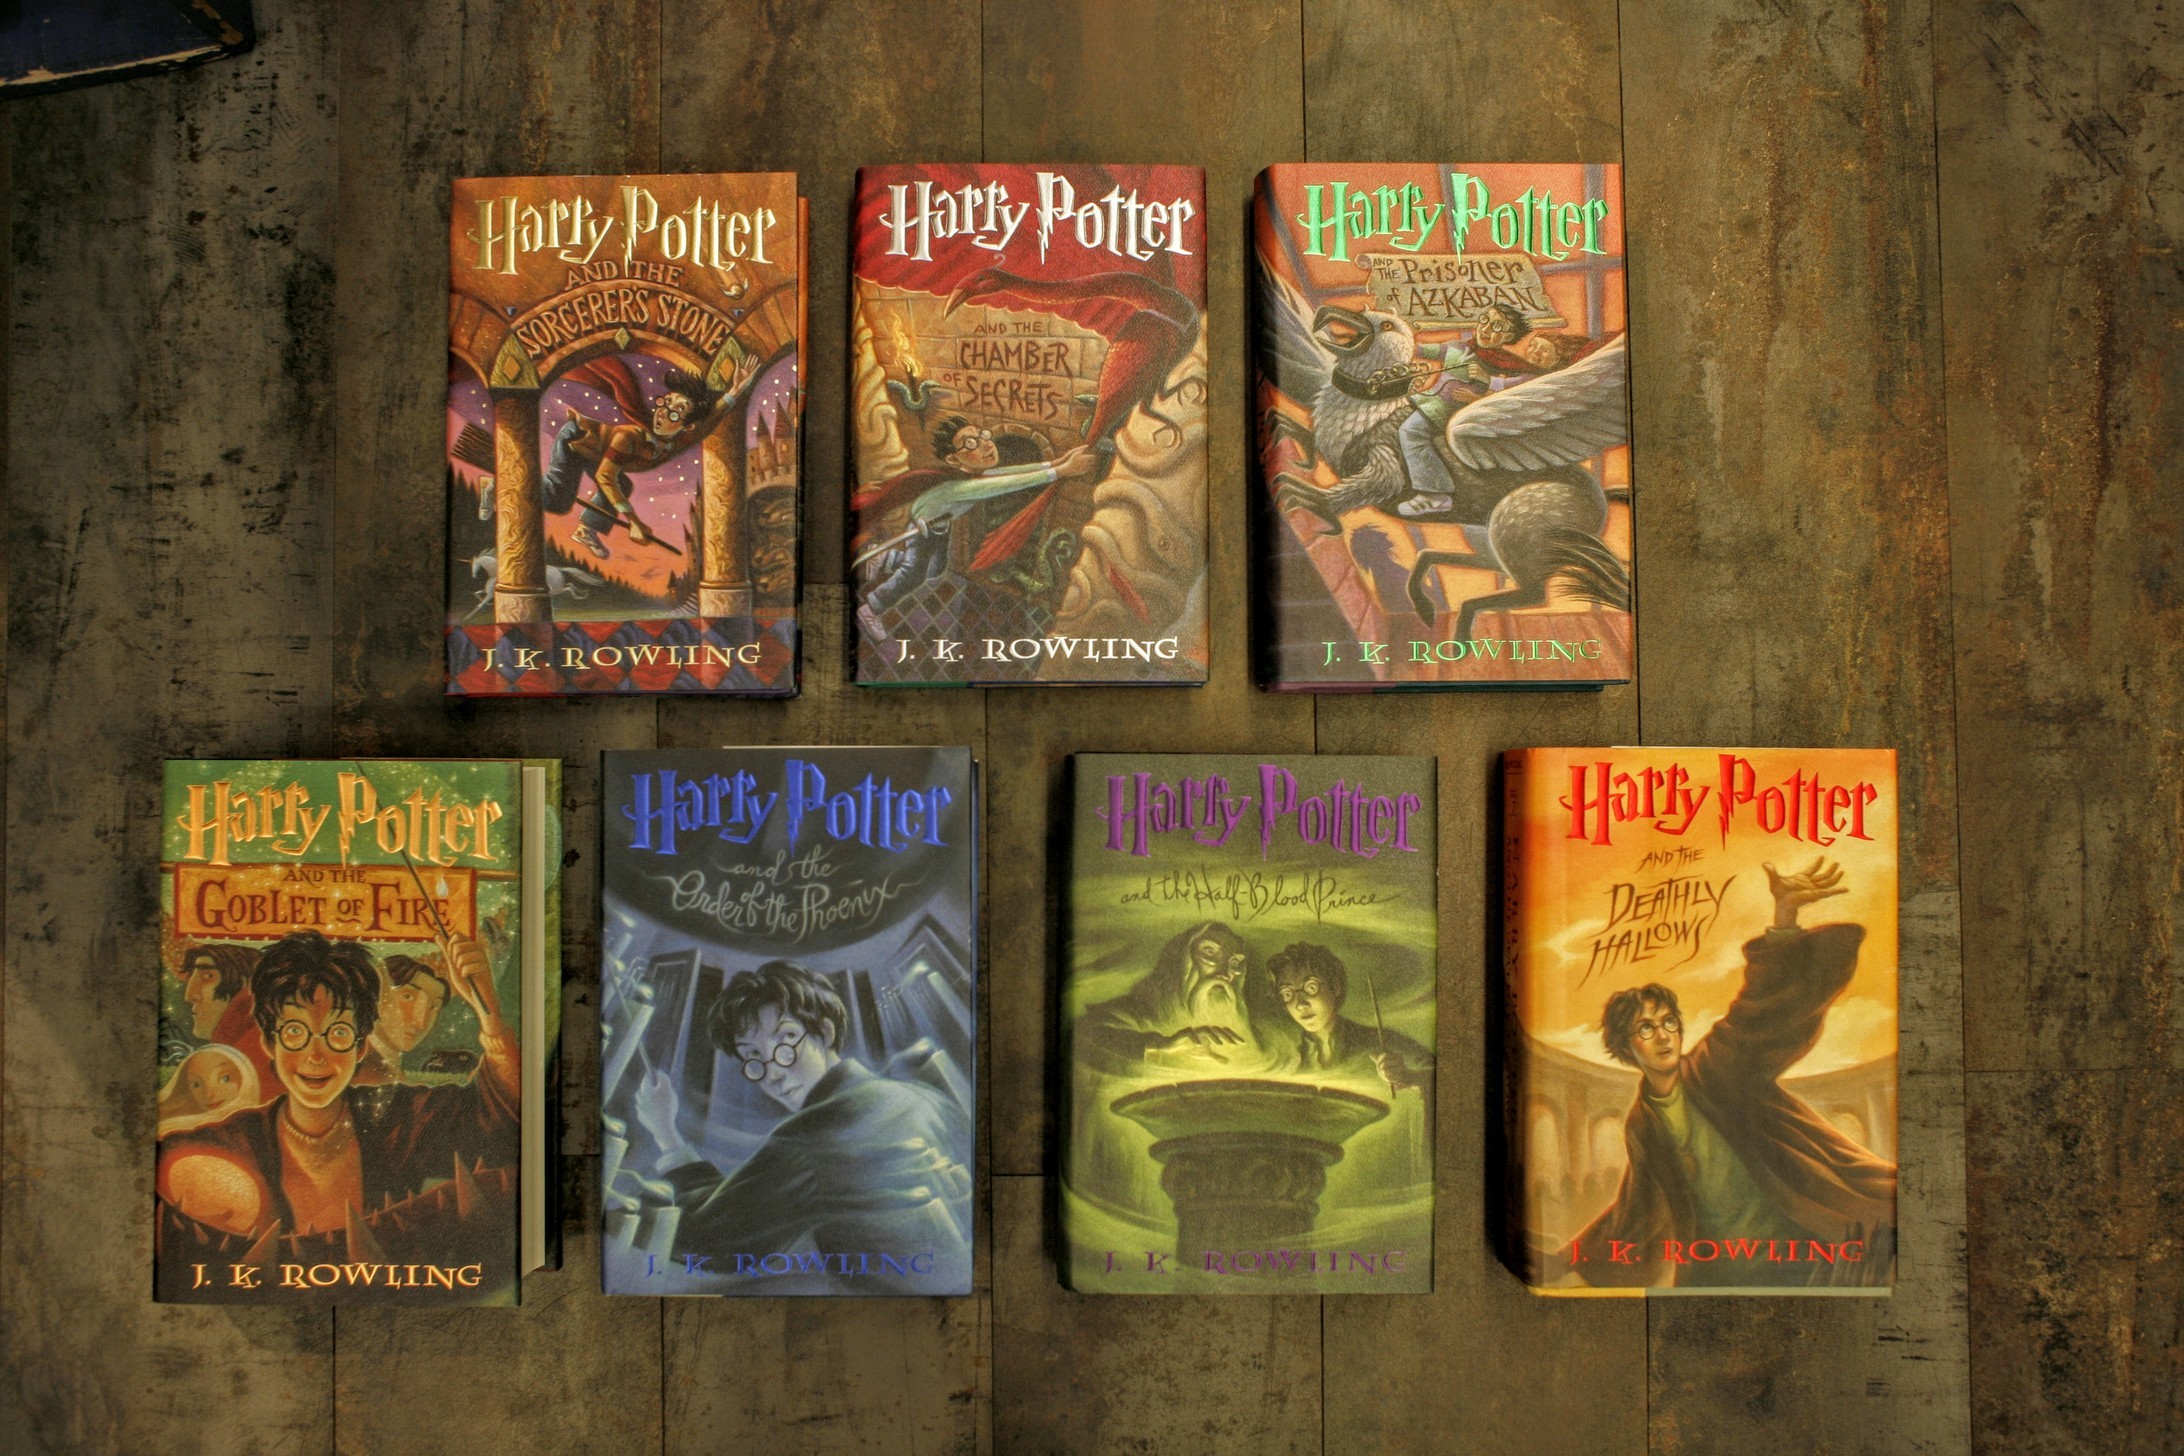 Harry Potter
AND THE
SORCERER'S STONE
J. K. ROWLING
Harry Potter
AND THE
CHAMBER
OF SECRETS
J. K. ROWLING
Harry Potter
AND THE Prisoner
of AZKABAN
J. K. ROWLING
Harry Potter
AND THE
GOBLET OF FIRE
J. K. ROWLING
Harry Potter
and the
Order of the Phoenix
J. K. ROWLING
Harry Potter
and the Half-Blood Prince
J. K. ROWLING
Harry Potter
AND THE
DEATHLY
HALLOWS
J. K. ROWLING